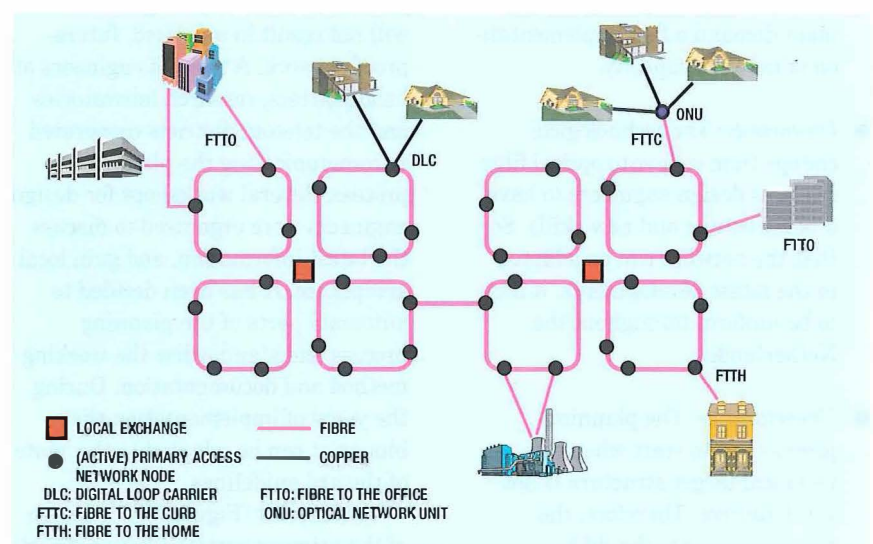 FTTO
DLC
ONU
FTTC
FTTO
FTTH
LOCAL EXCHANGE
FIBRE
(ACTIVE) PRIMARY ACCESS
NETWORK NODE
COPPER
DLC: DIGITAL LOOP CARRIER
FTTO: FIBRE TO THE OFFICE
FTTC: FIBRE TO THE CURB
ONU: OPTICAL NETWORK UNIT
FTTH: FIBRE TO THE HOME